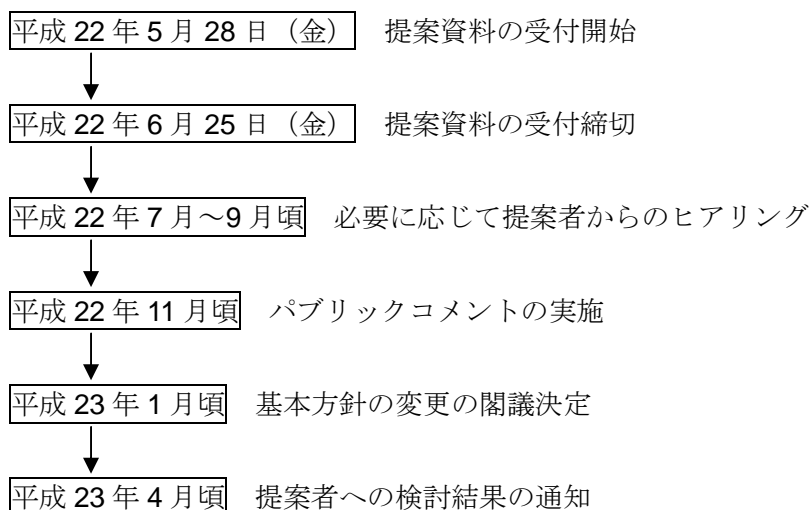 平成 22 年 5 月 28 日（金） 提案資料の受付開始
平成 22 年 6 月 25 日（金） 提案資料の受付締切
平成 22 年 7 月～9 月頃 必要に応じて提案者からのヒアリング
平成 22 年 11 月頃 パブリックコメントの実施
平成 23 年 1 月頃 基本方針の変更の閣議決定
平成 23 年 4 月頃 提案者への検討結果の通知